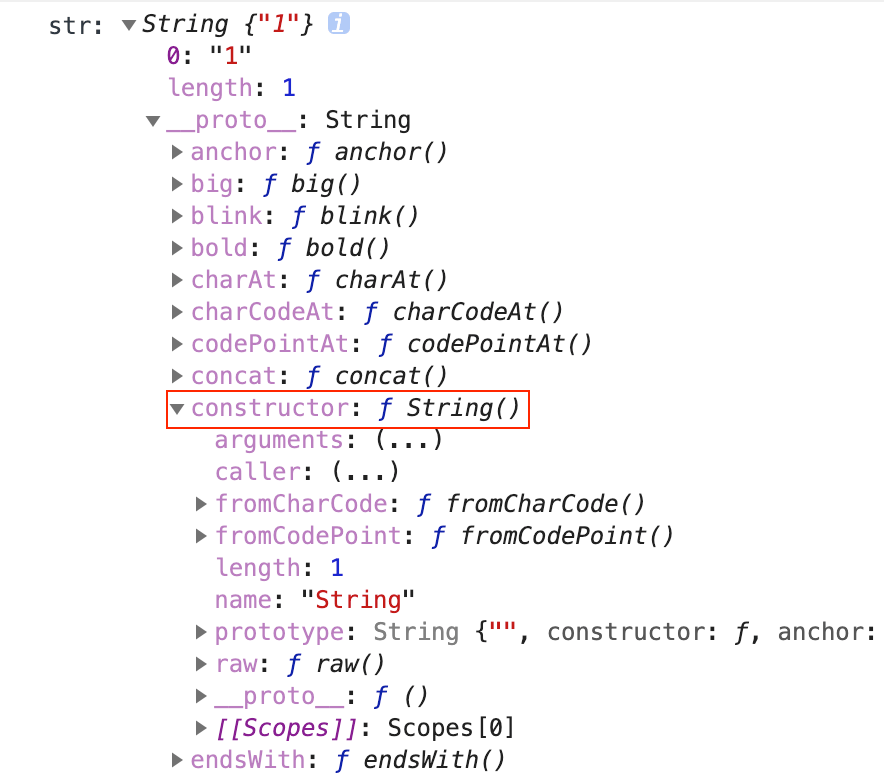 str: ▼String {"1"} i
0: "1"
length: 1
▼__proto__: String
▶anchor: ƒ anchor()
▶big: ƒ big()
▶blink: ƒ blink()
▶bold: ƒ bold()
▶charAt: ƒ charAt()
▶charCodeAt: ƒ charCodeAt()
▶codePointAt: ƒ codePointAt()
▶concat: ƒ concat()
▼constructor: ƒ String()
arguments: (...)
caller: (...)
▶fromCharCode: ƒ fromCharCode()
▶fromCodePoint: ƒ fromCodePoint()
length: 1
name: "String"
▶prototype: String {"", constructor: ƒ, anchor:
▶raw: ƒ raw()
▶__proto__: ƒ ()
▶[[Scopes]]: Scopes[0]
▶endsWith: ƒ endsWith()